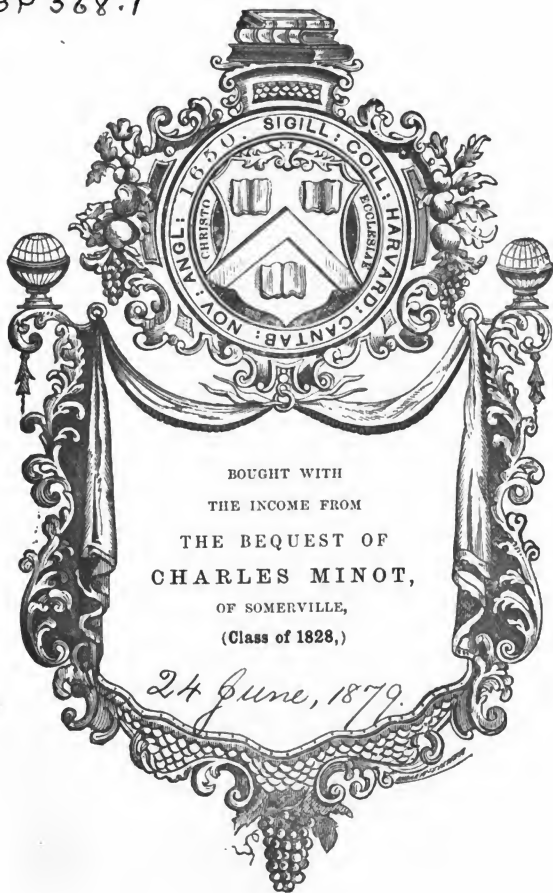 BP 368.1
SIGILL: COLL: HARVARD: CANTAB: NOV: ANGL: 1650.
ET
CHRISTO
ECCLESIAE
BOUGHT WITH
THE INCOME FROM
THE BEQUEST OF
CHARLES MINOT,
OF SOMERVILLE,
(Class of 1828,)
24 June, 1879.